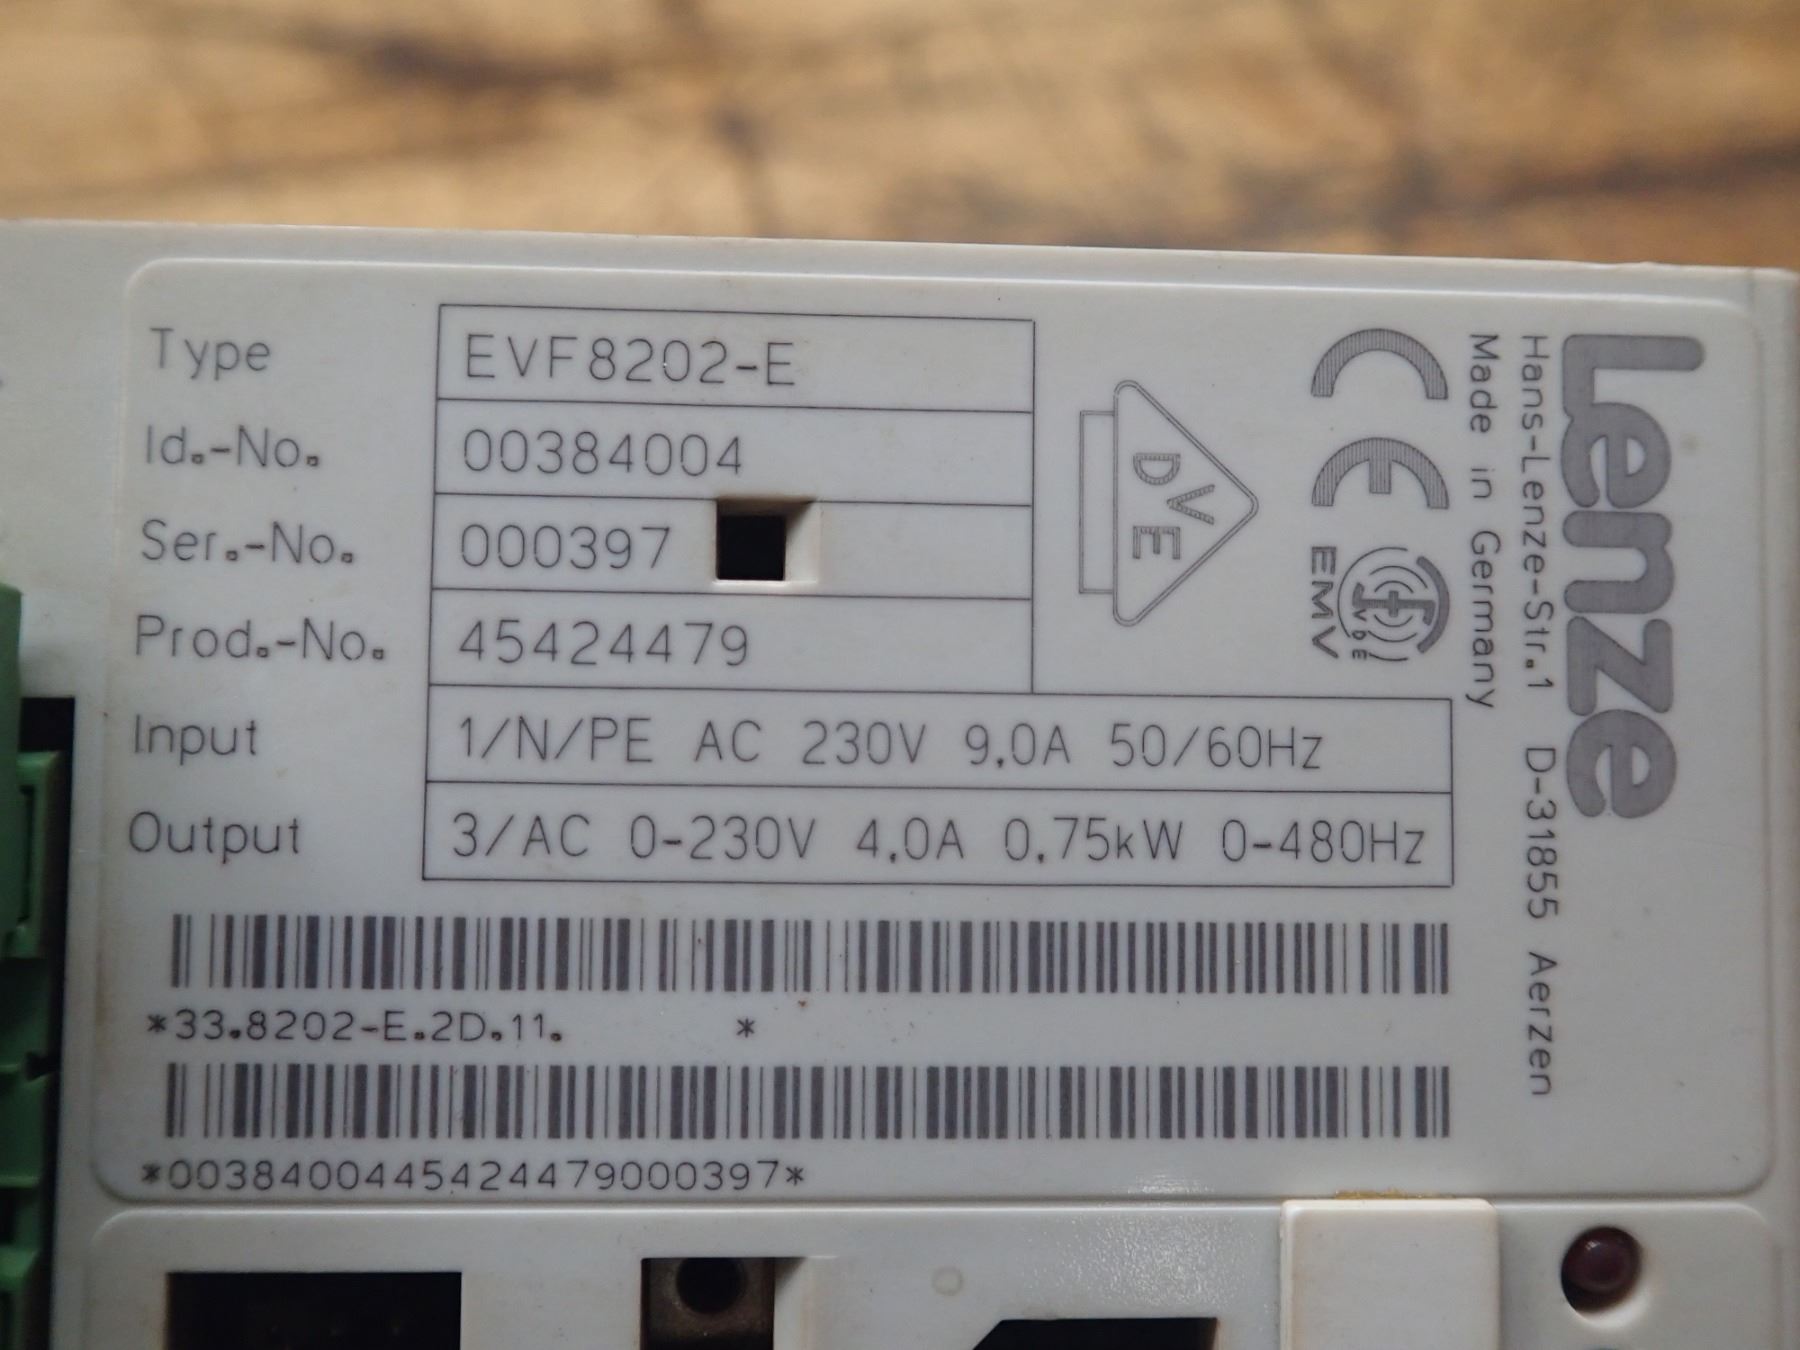 Type EVF8202-E
Id.-No. 00384004
Ser.-No. 000397
Prod.-No. 45424479
Input 1/N/PE AC 230V 9.0A 50/60Hz
Output 3/AC 0-230V 4.0A 0.75kW 0-480Hz
*33.8202-E.2D.11. *
*0038400445424479000397*
DVE
CE
VDE
EMV
Lenze
Hans-Lenze-Str.1 D-31855 Aerzen
Made in Germany